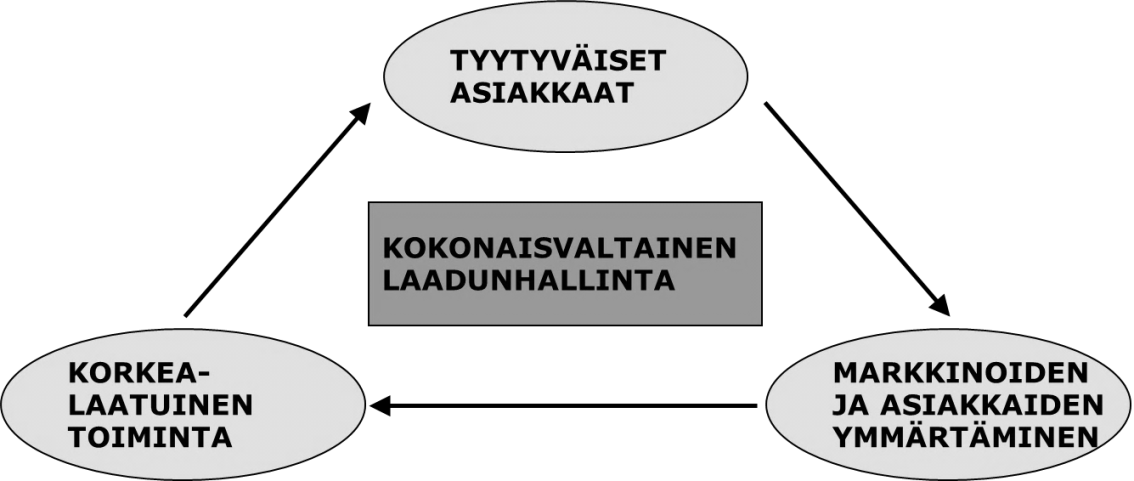 TYYTYVÄISET
ASIAKKAAT
KOKONAISVALTAINEN
LAADUNHALLINTA
KORKEA-
LAATUINEN
TOIMINTA
MARKKINOIDEN
JA ASIAKKAIDEN
YMMÄRTÄMINEN